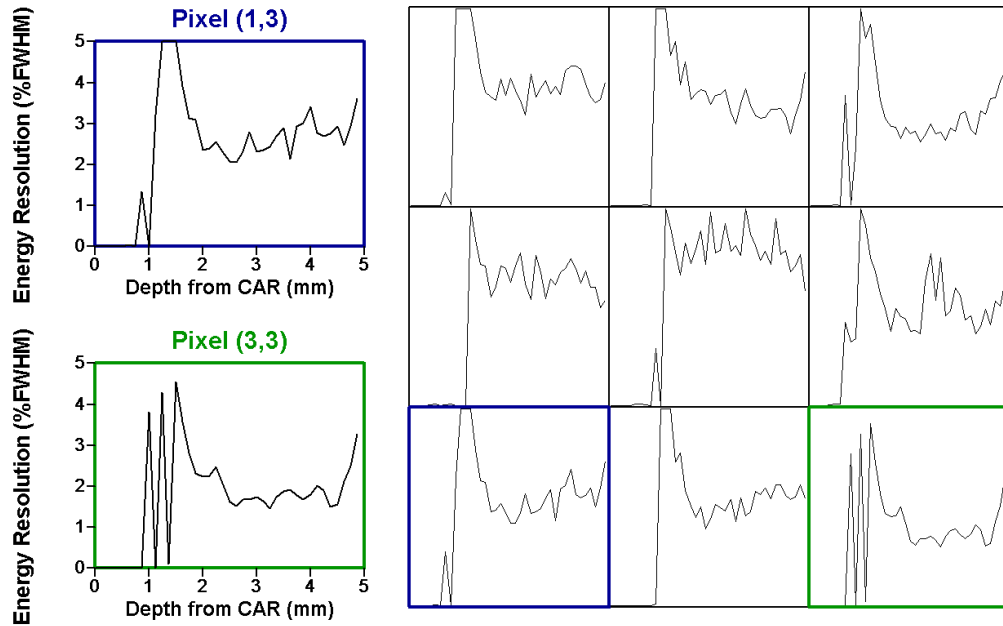 Pixel (1,3)
Energy Resolution (%FWHM)
5
4
3
2
1
0
0 1 2 3 4 5
Depth from CAR (mm)
Pixel (3,3)
Energy Resolution (%FWHM)
5
4
3
2
1
0
0 1 2 3 4 5
Depth from CAR (mm)